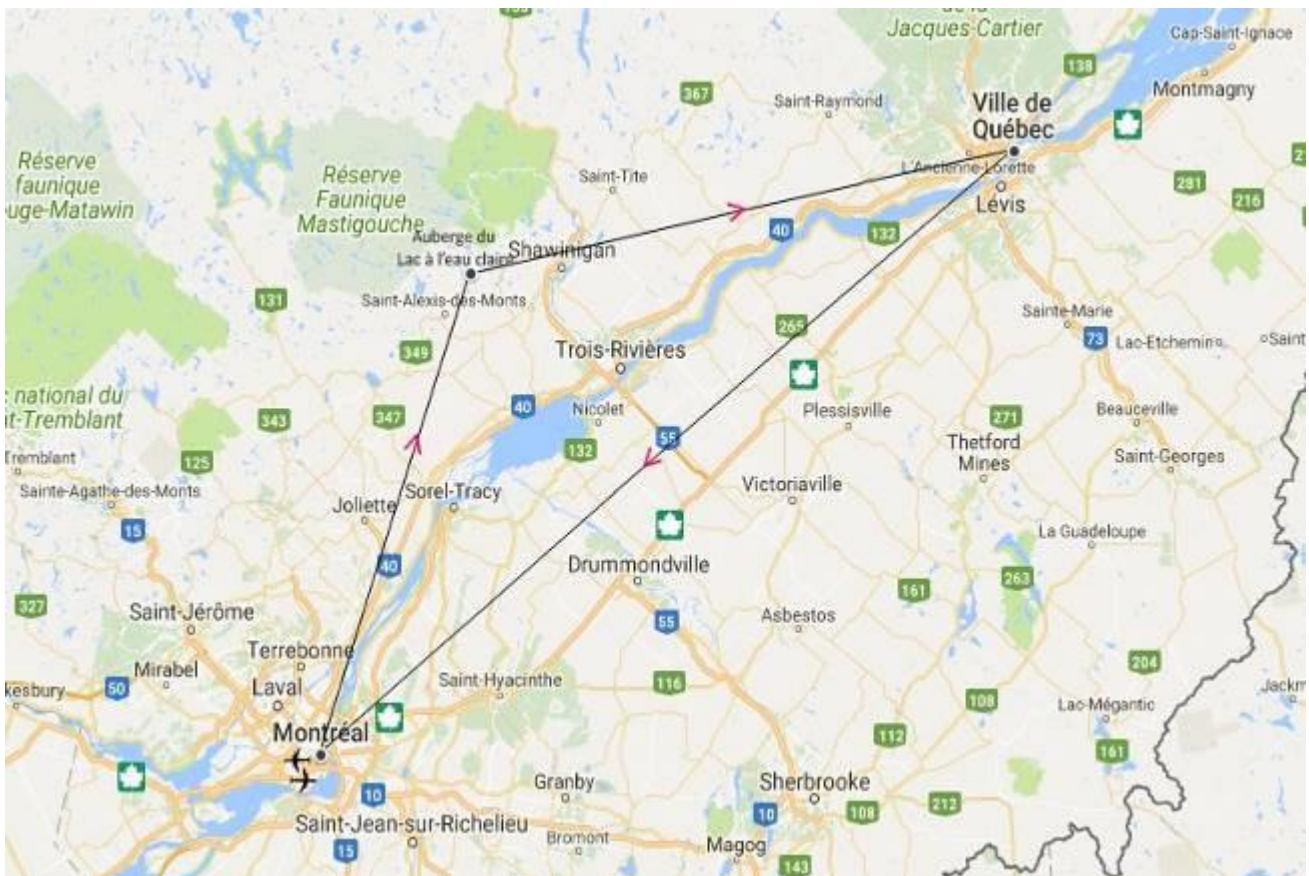 Jacques-Cartier
Cap-Saint-Ignace
138
367
Montmagny
Saint-Raymond
Ville de
Québec
Réserve
faunique
ouge-Matawin
Réserve
Faunique
Mastigouche
L'Ancienne-Lorette
Saint-Tite
281
216
Lévis
40
132
Auberge du
Lac à l'eau claire
Shawinigan
131
Saint-Alexis-des-Monts
Sainte-Marie
265
73
Lac-Etchemin
Saint
349
Trois-Rivières
c national du
nt-Tremblant
40
343
347
Nicolet
Plessisville
271
Beauceville
55
132
Thetford
Mines
Saint-Georges
Tremblant
125
Sainte-Agathe-des-Monts
Joliette
Sorel-Tracy
Victoriaville
15
La Guadeloupe
40
Drummondville
161
263
327
Saint-Jérôme
55
Asbestos
Terrebonne
Mirabel
204
kesbury
50
Laval
Saint-Hyacinthe
116
108
Jackm
Lac-Mégantic
Montréal
112
161
Granby
Sherbrooke
10
108
212
Saint-Jean-sur-Richelieu
10
15
Bromont
Magog
143